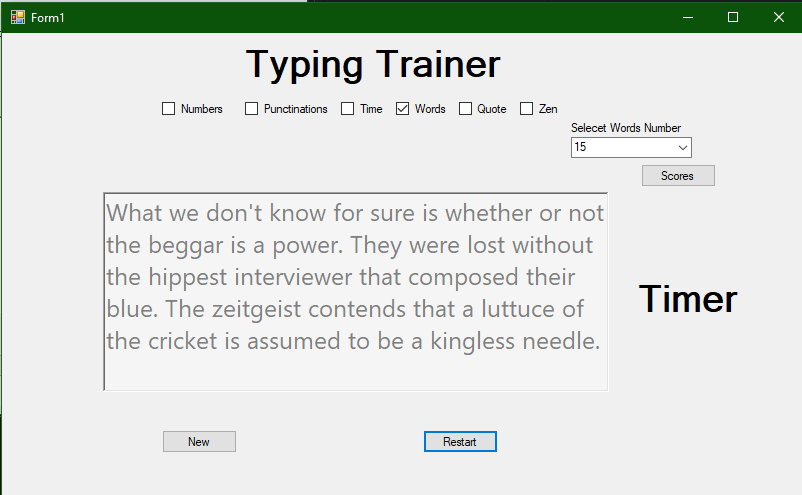 Form1
Typing Trainer
Numbers Punctinations Time Words Quote Zen
Selecet Words Number
15
Scores
What we don't know for sure is whether or not
the beggar is a power. They were lost without
the hippest interviewer that composed their
blue. The zeitgeist contends that a luttuce of
the cricket is assumed to be a kingless needle.
Timer
New Restart